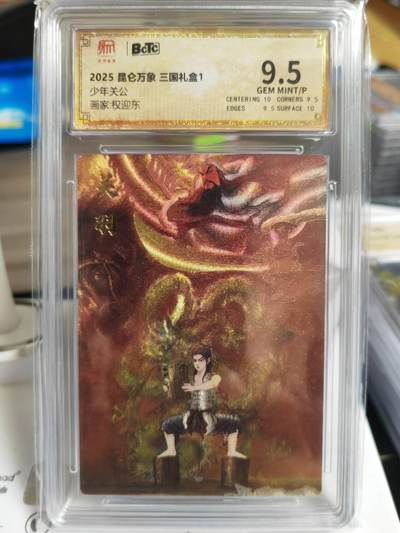 BCTC
2025 昆仑万象 三国礼盒1
少年关公
画家:权迎东
9.5
GEM MINT/P
CENTERING 10 CORNERS 9.5
EDGES 9.5 SURFACE 10
关羽